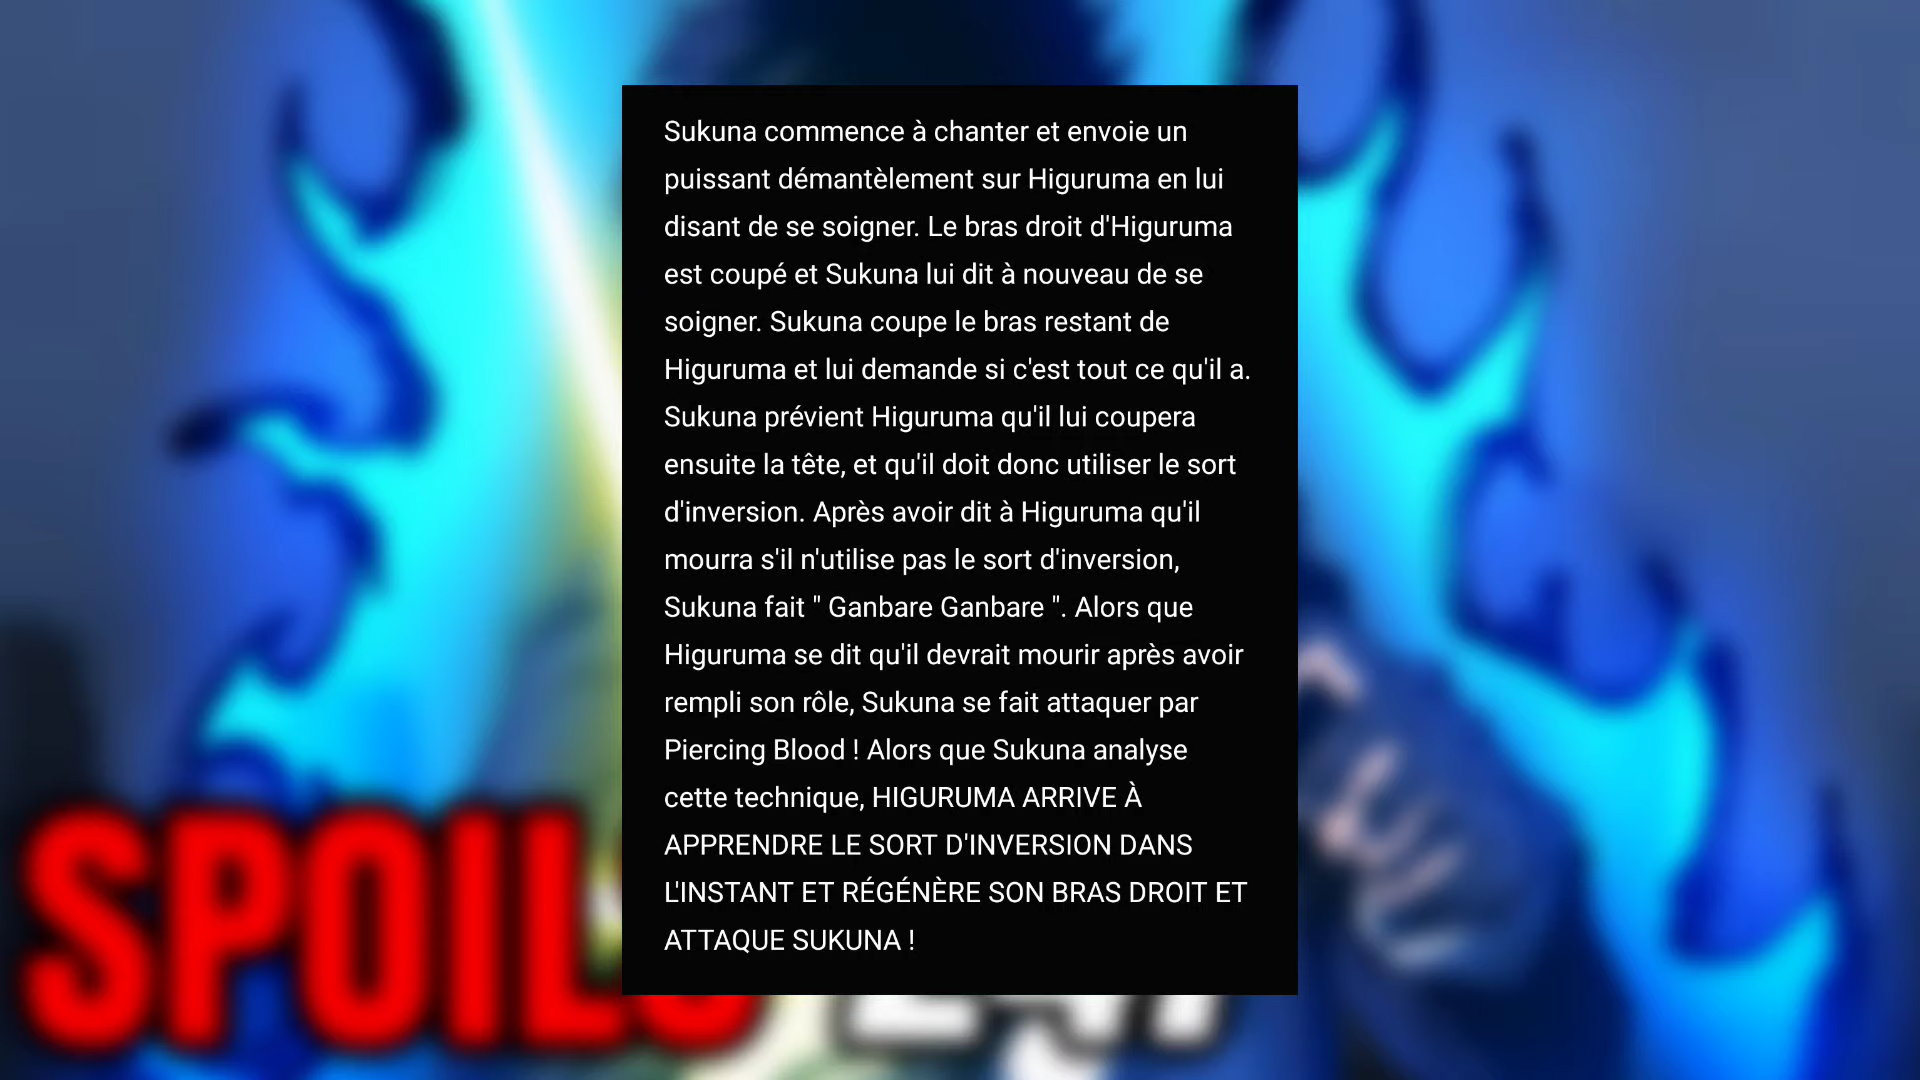 Sukuna commence à chanter et envoie un
puissant démantèlement sur Higuruma en lui
disant de se soigner. Le bras droit d'Higuruma
est coupé et Sukuna lui dit à nouveau de se
soigner. Sukuna coupe le bras restant de
Higuruma et lui demande si c'est tout ce qu'il a.
Sukuna prévient Higuruma qu'il lui coupera
ensuite la tête, et qu'il doit donc utiliser le sort
d'inversion. Après avoir dit à Higuruma qu'il
mourra s'il n'utilise pas le sort d'inversion,
Sukuna fait " Ganbare Ganbare ". Alors que
Higuruma se dit qu'il devrait mourir après avoir
rempli son rôle, Sukuna se fait attaquer par
Piercing Blood ! Alors que Sukuna analyse
cette technique, HIGURUMA ARRIVE À
APPRENDRE LE SORT D'INVERSION DANS
L'INSTANT ET RÉGÉNÈRE SON BRAS DROIT ET
ATTAQUE SUKUNA !
SPOILS